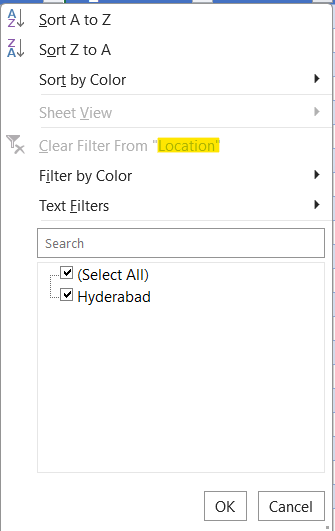 Sort A to Z
Sort Z to A
Sort by Color
Sheet View
Clear Filter From "Location"
Filter by Color
Text Filters
Search
(Select All)
Hyderabad
OK
Cancel